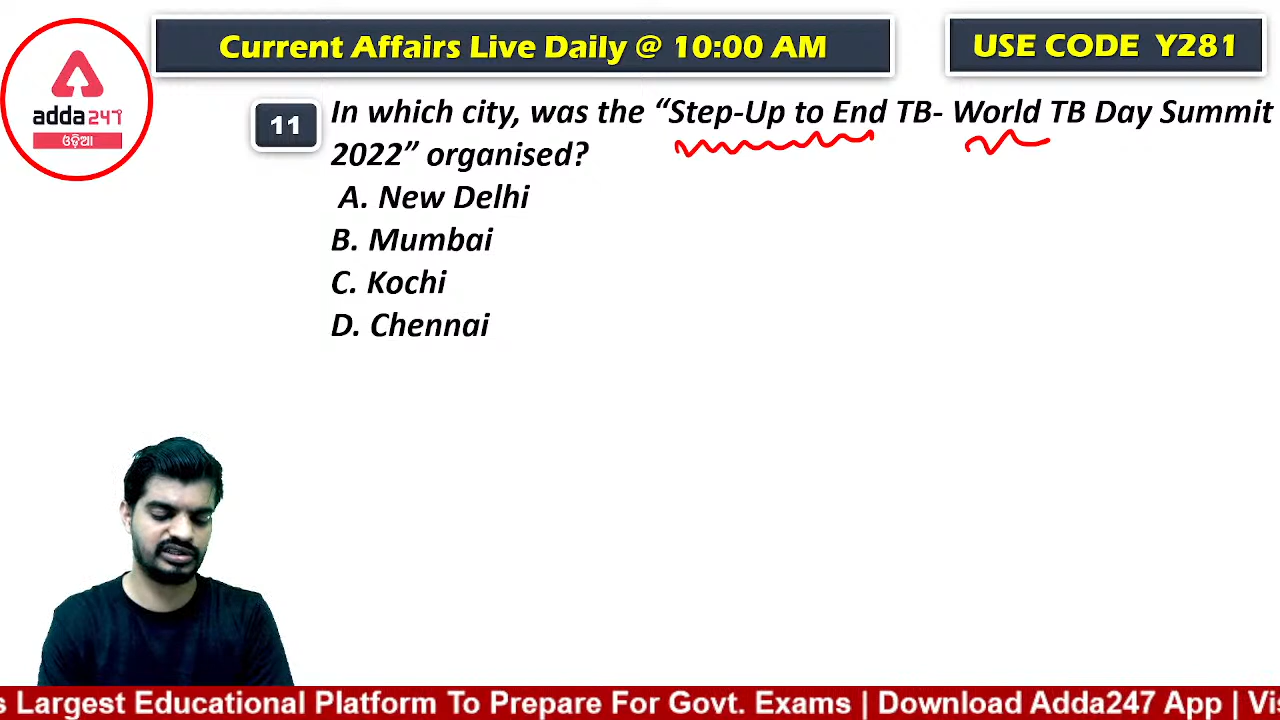 Current Affairs Live Daily @ 10:00 AM
USE CODE Y281
adda247
ଓଡ଼ିଆ
11
In which city, was the “Step-Up to End TB- World TB Day Summit
2022” organised?
A. New Delhi
B. Mumbai
C. Kochi
D. Chennai
s Largest Educational Platform To Prepare For Govt. Exams | Download Adda247 App | Vis